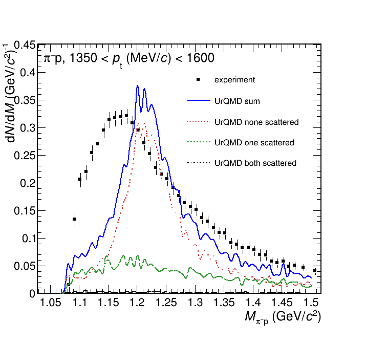 π⁻p, 1350 < pₜ (MeV/c) < 1600
experiment
UrQMD sum
UrQMD none scattered
UrQMD one scattered
UrQMD both scattered
dN/dM (GeV/c²)⁻¹
0.45
0.4
0.35
0.3
0.25
0.2
0.15
0.1
0.05
0
1.05 1.1 1.15 1.2 1.25 1.3 1.35 1.4 1.45 1.5
M_π⁻p (GeV/c²)